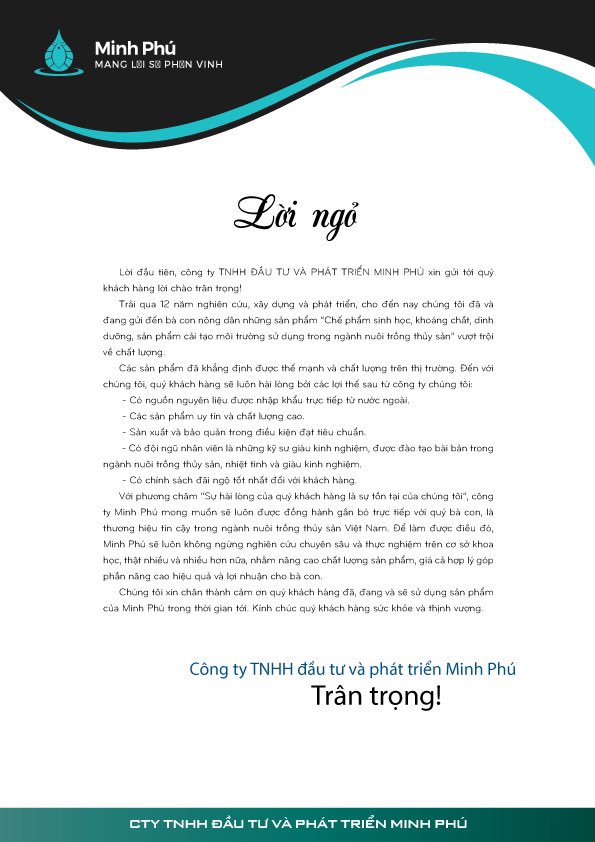 Minh Phú
MANG LỢI SỰ PHỒN VINH
Lời ngỏ
Lời đầu tiên, công ty TNHH ĐẦU TƯ VÀ PHÁT TRIỂN MINH PHÚ xin gửi tới quý
khách hàng lời chào trân trọng!
Trải qua 12 năm nghiên cứu, xây dựng và phát triển, cho đến nay chúng tôi đã và
đang gửi đến bà con nông dân những sản phẩm "Chế phẩm sinh học, khoáng chất, dinh
dưỡng, sản phẩm cải tạo môi trường sử dụng trong ngành nuôi trồng thủy sản" vượt trội
về chất lượng.
Các sản phẩm đã khẳng định được thế mạnh và chất lượng trên thị trường. Đến với
chúng tôi, quý khách hàng sẽ luôn hài lòng bởi các lợi thế sau từ công ty chúng tôi:
- Có nguồn nguyên liệu được nhập khẩu trực tiếp từ nước ngoài.
- Các sản phẩm uy tín và chất lượng cao.
- Sản xuất và bảo quản trong điều kiện đạt tiêu chuẩn.
- Có đội ngũ nhân viên là những kỹ sư giàu kinh nghiệm, được đào tạo bài bản trong
ngành nuôi trồng thủy sản, nhiệt tình và giàu kinh nghiệm.
- Có chính sách đãi ngộ tốt nhất đối với khách hàng.
Với phương châm "Sự hài lòng của quý khách hàng là sự tồn tại của chúng tôi", công
ty Minh Phú mong muốn sẽ luôn được đồng hành gắn bó trực tiếp với quý bà con, là
thương hiệu tin cậy trong ngành nuôi trồng thủy sản Việt Nam. Để làm được điều đó,
Minh Phú sẽ luôn không ngừng nghiên cứu chuyên sâu và thực nghiệm trên cơ sở khoa
học, thật nhiều và nhiều hơn nữa, nhằm nâng cao chất lượng sản phẩm, giá cả hợp lý góp
phần nâng cao hiệu quả và lợi nhuận cho bà con.
Chúng tôi xin chân thành cảm ơn quý khách hàng đã, đang và sẽ sử dụng sản phẩm
của Minh Phú trong thời gian tới. Kính chúc quý khách hàng sức khỏe và thịnh vượng.
Công ty TNHH đầu tư và phát triển Minh Phú
Trân trọng!
CTY TNHH ĐẦU TƯ VÀ PHÁT TRIỂN MINH PHÚ